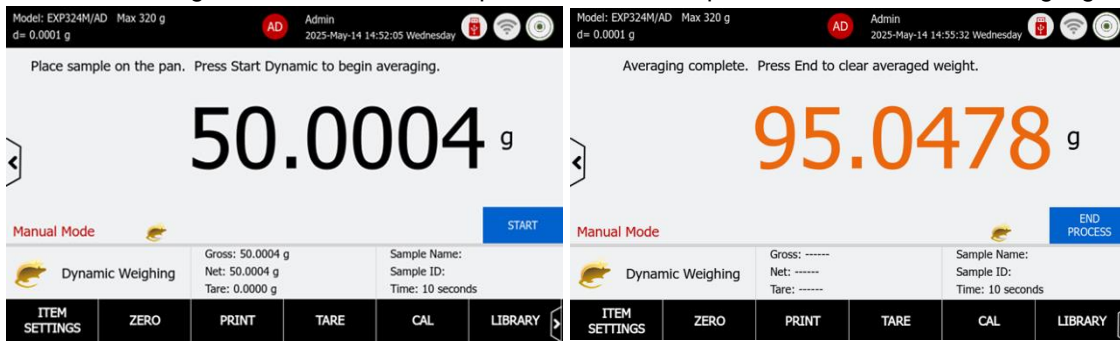 Model: EXP324M/AD Max 320 g
d= 0.0001 g
AD
Admin
2025-May-14 14:52:05 Wednesday
Place sample on the pan. Press Start Dynamic to begin averaging.
50.0004 g
Manual Mode
START
Dynamic Weighing
Gross: 50.0004 g
Net: 50.0004 g
Tare: 0.0000 g
Sample Name:
Sample ID:
Time: 10 seconds
ITEM SETTINGS
ZERO
PRINT
TARE
CAL
LIBRARY
Model: EXP324M/AD Max 320 g
d= 0.0001 g
AD
Admin
2025-May-14 14:55:32 Wednesday
Averaging complete. Press End to clear averaged weight.
95.0478 g
Manual Mode
END
PROCESS
Dynamic Weighing
Gross: ------
Net: ------
Tare: ------
Sample Name:
Sample ID:
Time: 10 seconds
ITEM
SETTINGS
ZERO
PRINT
TARE
CAL
LIBRARY